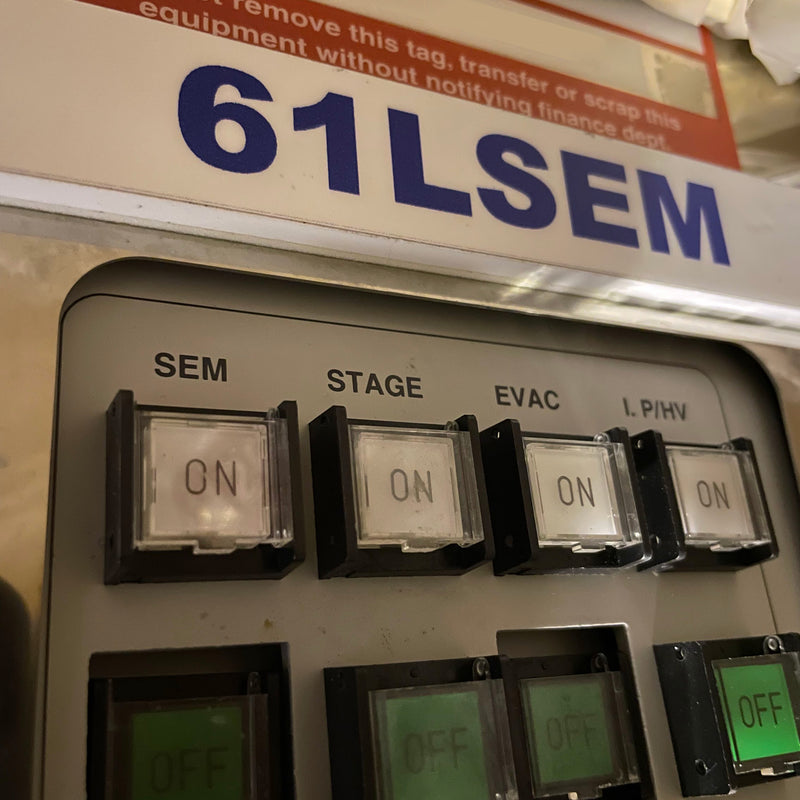 t remove this tag, transfer or scrap this
equipment without notifying finance dept.
61LSEM
SEM STAGE EVAC I. P/HV
ON ON ON ON
OFF OFF OFF OFF